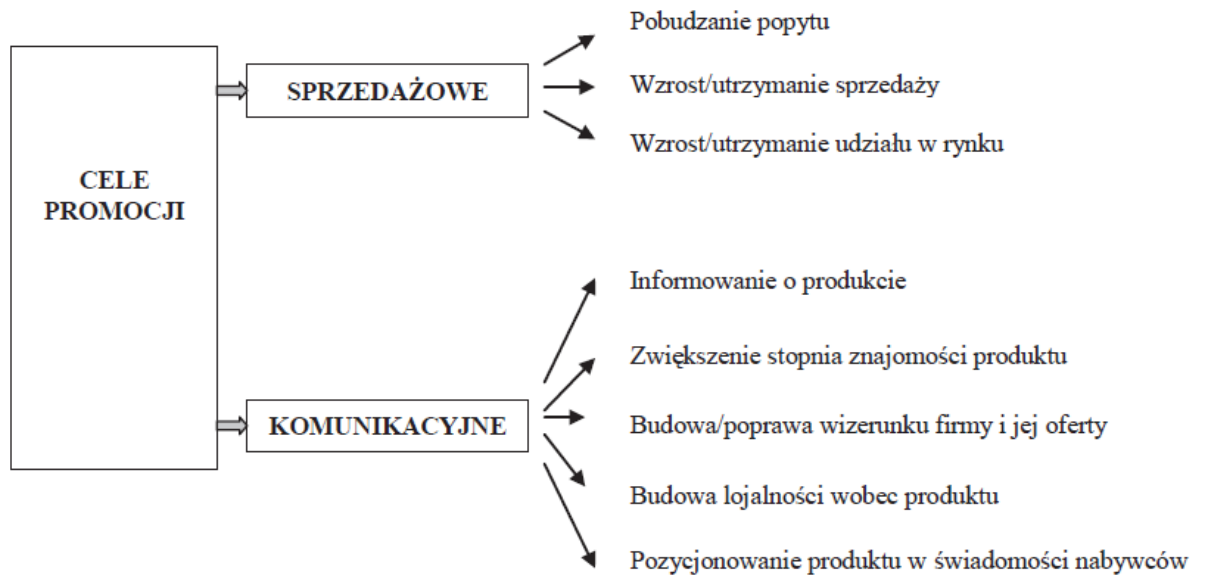 CELE
PROMOCJI
SPRZEDAŻOWE
Pobudzanie popytu
Wzrost/utrzymanie sprzedaży
Wzrost/utrzymanie udziału w rynku
KOMUNIKACYJNE
Informowanie o produkcie
Zwiększenie stopnia znajomości produktu
Budowa/poprawa wizerunku firmy i jej oferty
Budowa lojalności wobec produktu
Pozycjonowanie produktu w świadomości nabywców